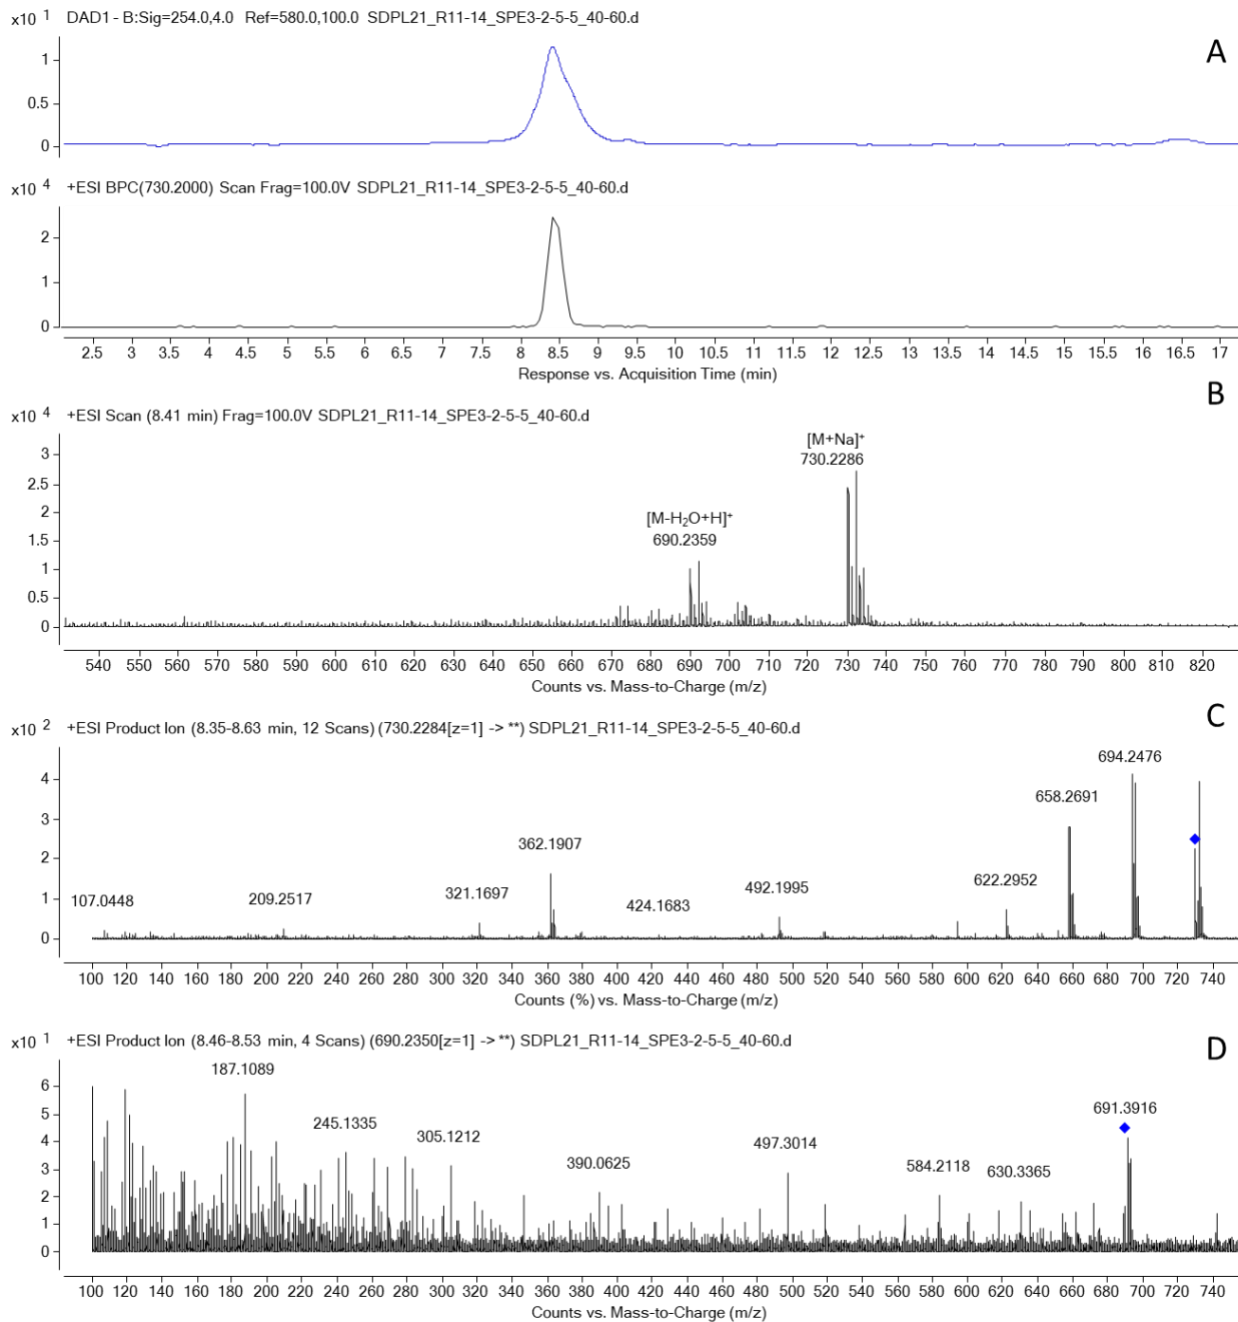 x10 1 DAD1 - B:Sig=254.0,4.0 Ref=580.0,100.0 SDPL21_R11-14_SPE3-2-5-5_40-60.d
A
1
0.5
0
x10 4 +ESI BPC(730.2000) Scan Frag=100.0V SDPL21_R11-14_SPE3-2-5-5_40-60.d
2
1
0
2.5 3 3.5 4 4.5 5 5.5 6 6.5 7 7.5 8 8.5 9 9.5 10 10.5 11 11.5 12 12.5 13 13.5 14 14.5 15 15.5 16 16.5 17
Response vs. Acquisition Time (min)
B
x10 4 +ESI Scan (8.41 min) Frag=100.0V SDPL21_R11-14_SPE3-2-5-5_40-60.d
[M+Na]+
730.2286
[M-H₂O+H]+
690.2359
3
2.5
2
1.5
1
0.5
0
540 550 560 570 580 590 600 610 620 630 640 650 660 670 680 690 700 710 720 730 740 750 760 770 780 790 800 810 820
Counts vs. Mass-to-Charge (m/z)
C
x10 2 +ESI Product Ion (8.35-8.63 min, 12 Scans) (730.2284[z=1] -> **) SDPL21_R11-14_SPE3-2-5-5_40-60.d
694.2476
658.2691
362.1907
622.2952
321.1697
492.1995
107.0448
209.2517
424.1683
4
3
2
1
0
100 120 140 160 180 200 220 240 260 280 300 320 340 360 380 400 420 440 460 480 500 520 540 560 580 600 620 640 660 680 700 720 740
Counts (%) vs. Mass-to-Charge (m/z)
D
x10 1 +ESI Product Ion (8.46-8.53 min, 4 Scans) (690.2350[z=1] -> **) SDPL21_R11-14_SPE3-2-5-5_40-60.d
187.1089
245.1335
305.1212
390.0625
497.3014
584.2118
630.3365
691.3916
6
5
4
3
2
1
0
100 120 140 160 180 200 220 240 260 280 300 320 340 360 380 400 420 440 460 480 500 520 540 560 580 600 620 640 660 680 700 720 740
Counts vs. Mass-to-Charge (m/z)